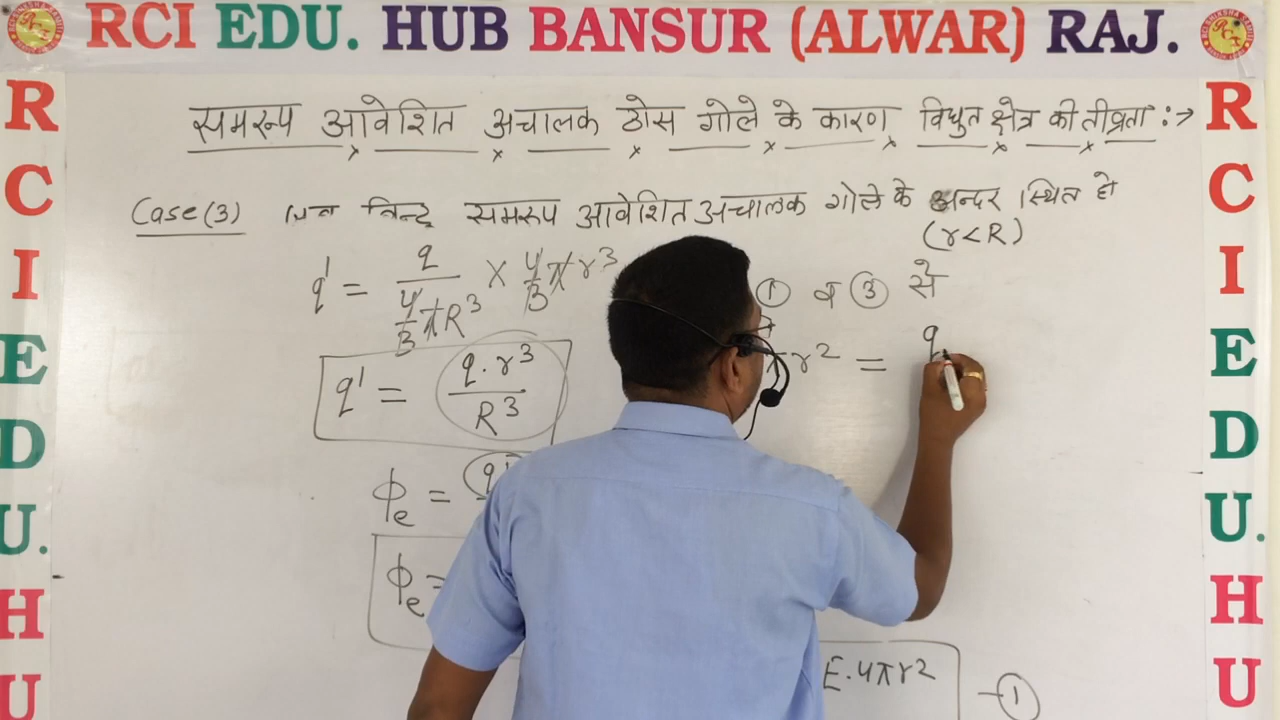 RCI EDU. HUB BANSUR (ALWAR) RAJ.
R
C
I
E
D
U.
H
U
R
C
I
E
D
U.
H
U
समरूप आवेशित अचालक ठोस गोले के कारण विधुत क्षेत्र की तीव्रता :→
Case (3) बिन्दु समरूप आवेशित अचालक गोले के अन्दर स्थित हो
(r<R)
q' = q / (4/3 πR³) × 4/3 πr³
q' = q.r³ / R³
ϕe = q'
ϕe =
① व ③ से
r² = q
E.4πr² —①